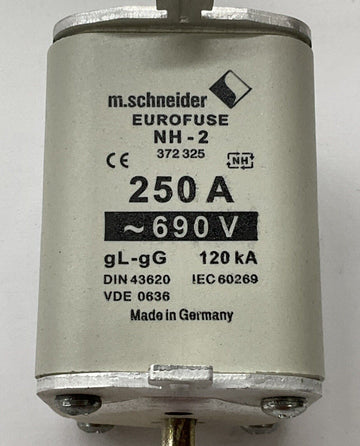 m.schneider
EUROFUSE
NH-2
372 325
CE NH
250 A
~690 V
gL-gG 120 kA
DIN 43620 IEC 60269
VDE 0636
Made in Germany